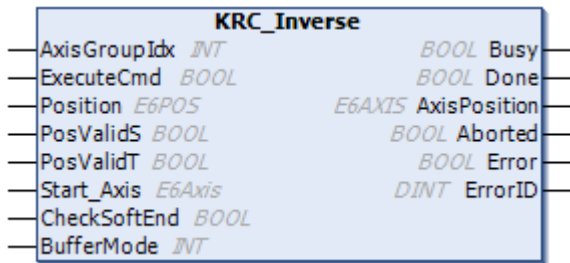 KRC_Inverse
AxisGroupIdx INT BOOL Busy
ExecuteCmd BOOL BOOL Done
Position E6POS E6AXIS AxisPosition
PosValidS BOOL BOOL Aborted
PosValidT BOOL BOOL Error
Start_Axis E6Axis DINT ErrorID
CheckSoftEnd BOOL
BufferMode INT